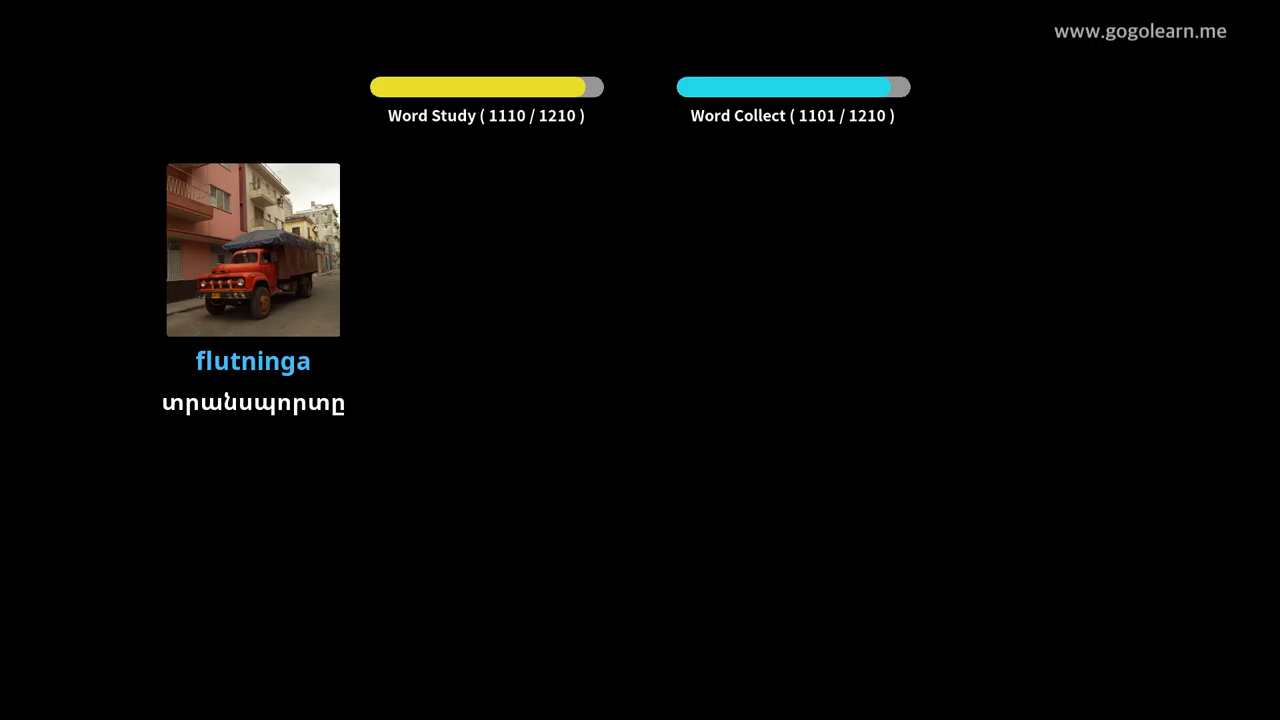 www.gogolearn.me
Word Study ( 1110 / 1210 )
Word Collect ( 1101 / 1210 )
flutninga
տրանսպորտը